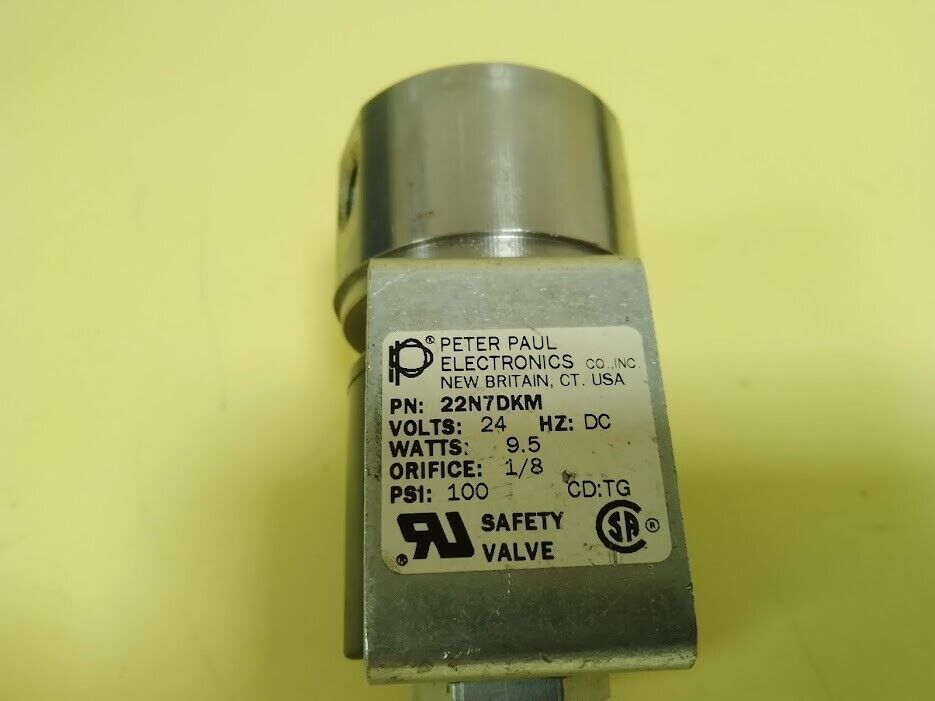 PETER PAUL
ELECTRONICS CO.,INC
NEW BRITAIN, CT. USA
PN: 22N7DKM
VOLTS: 24 HZ: DC
WATTS: 9.5
ORIFICE: 1/8
PSI: 100 CD:TG
SAFETY
VALVE